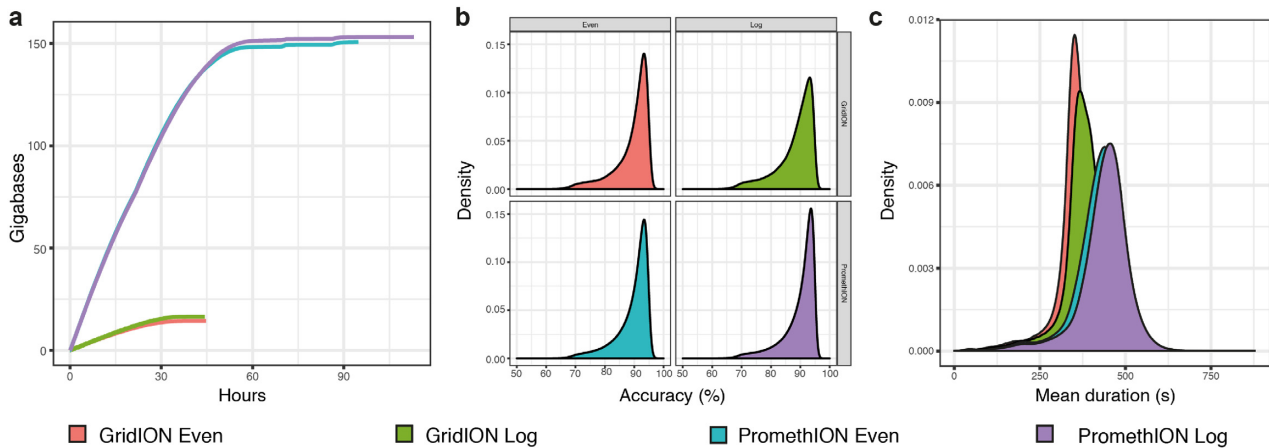 a
Gigabases
150
100
50
0
0 30 60 90
Hours
b
Even Log
GridION
PromethION
Density
0.15
0.10
0.05
0.00
0.15
0.10
0.05
0.00
50 60 70 80 90 100 50 60 70 80 90 100
Accuracy (%)
c
Density
0.012
0.009
0.006
0.003
0.000
0 250 500 750
Mean duration (s)
GridION Even GridION Log PromethION Even PromethION Log